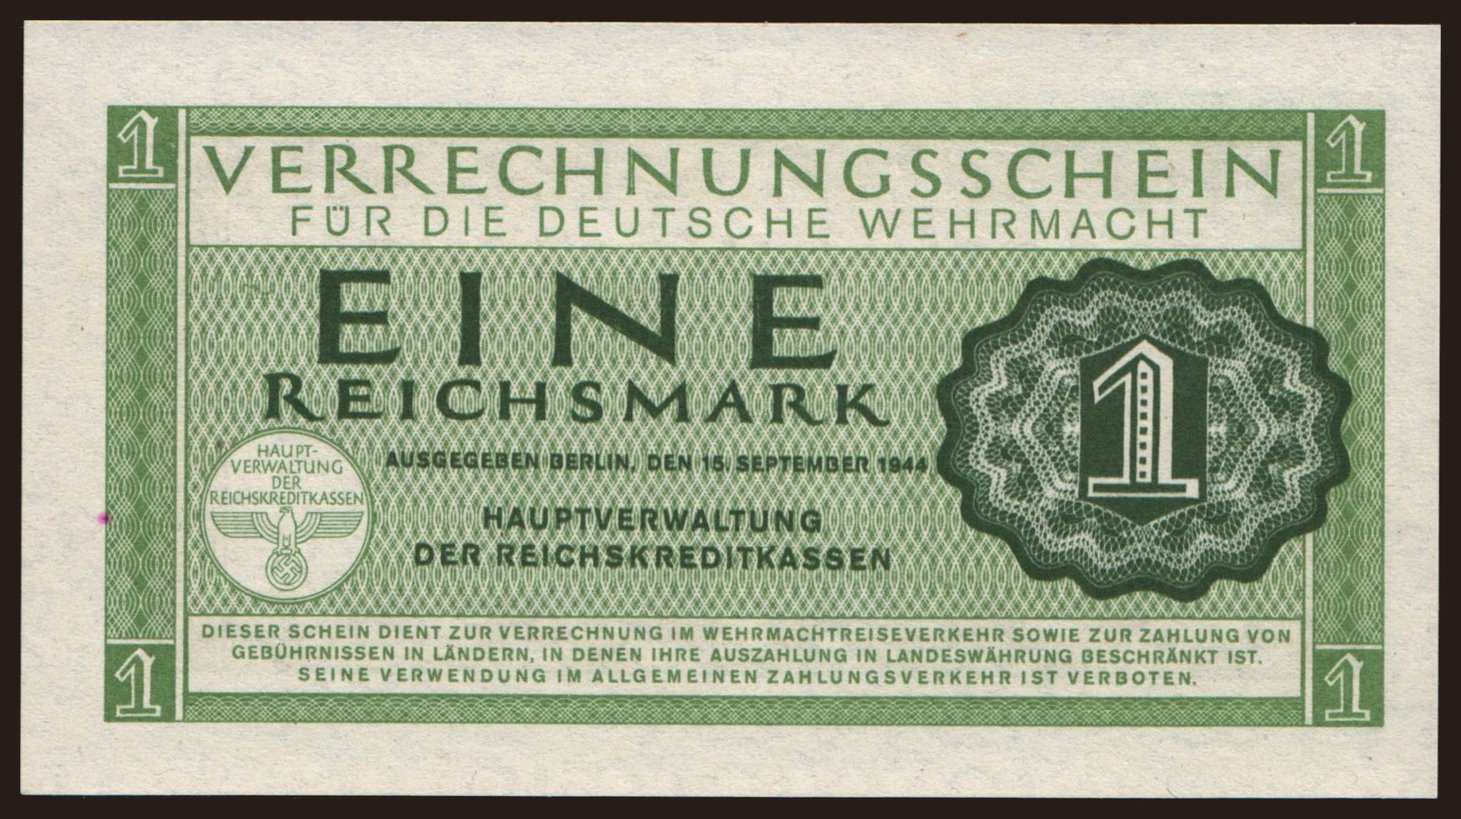 1
1
VERRECHNUNGSSCHEIN
FÜR DIE DEUTSCHE WEHRMACHT
EINE
REICHSMARK
1
HAUPT-
VERWALTUNG
DER
REICHSKREDITKASSEN
AUSGEGEBEN BERLIN, DEN 15. SEPTEMBER 1944
HAUPTVERWALTUNG
DER REICHSKREDITKASSEN
DIESER SCHEIN DIENT ZUR VERRECHNUNG IM WEHRMACHTREISEVERKEHR SOWIE ZUR ZAHLUNG VON
GEBÜHRNISSEN IN LÄNDERN, IN DENEN IHRE AUSZAHLUNG IN LANDESWÄHRUNG BESCHRÄNKT IST.
SEINE VERWENDUNG IM ALLGEMEINEN ZAHLUNGSVERKEHR IST VERBOTEN.
1
1